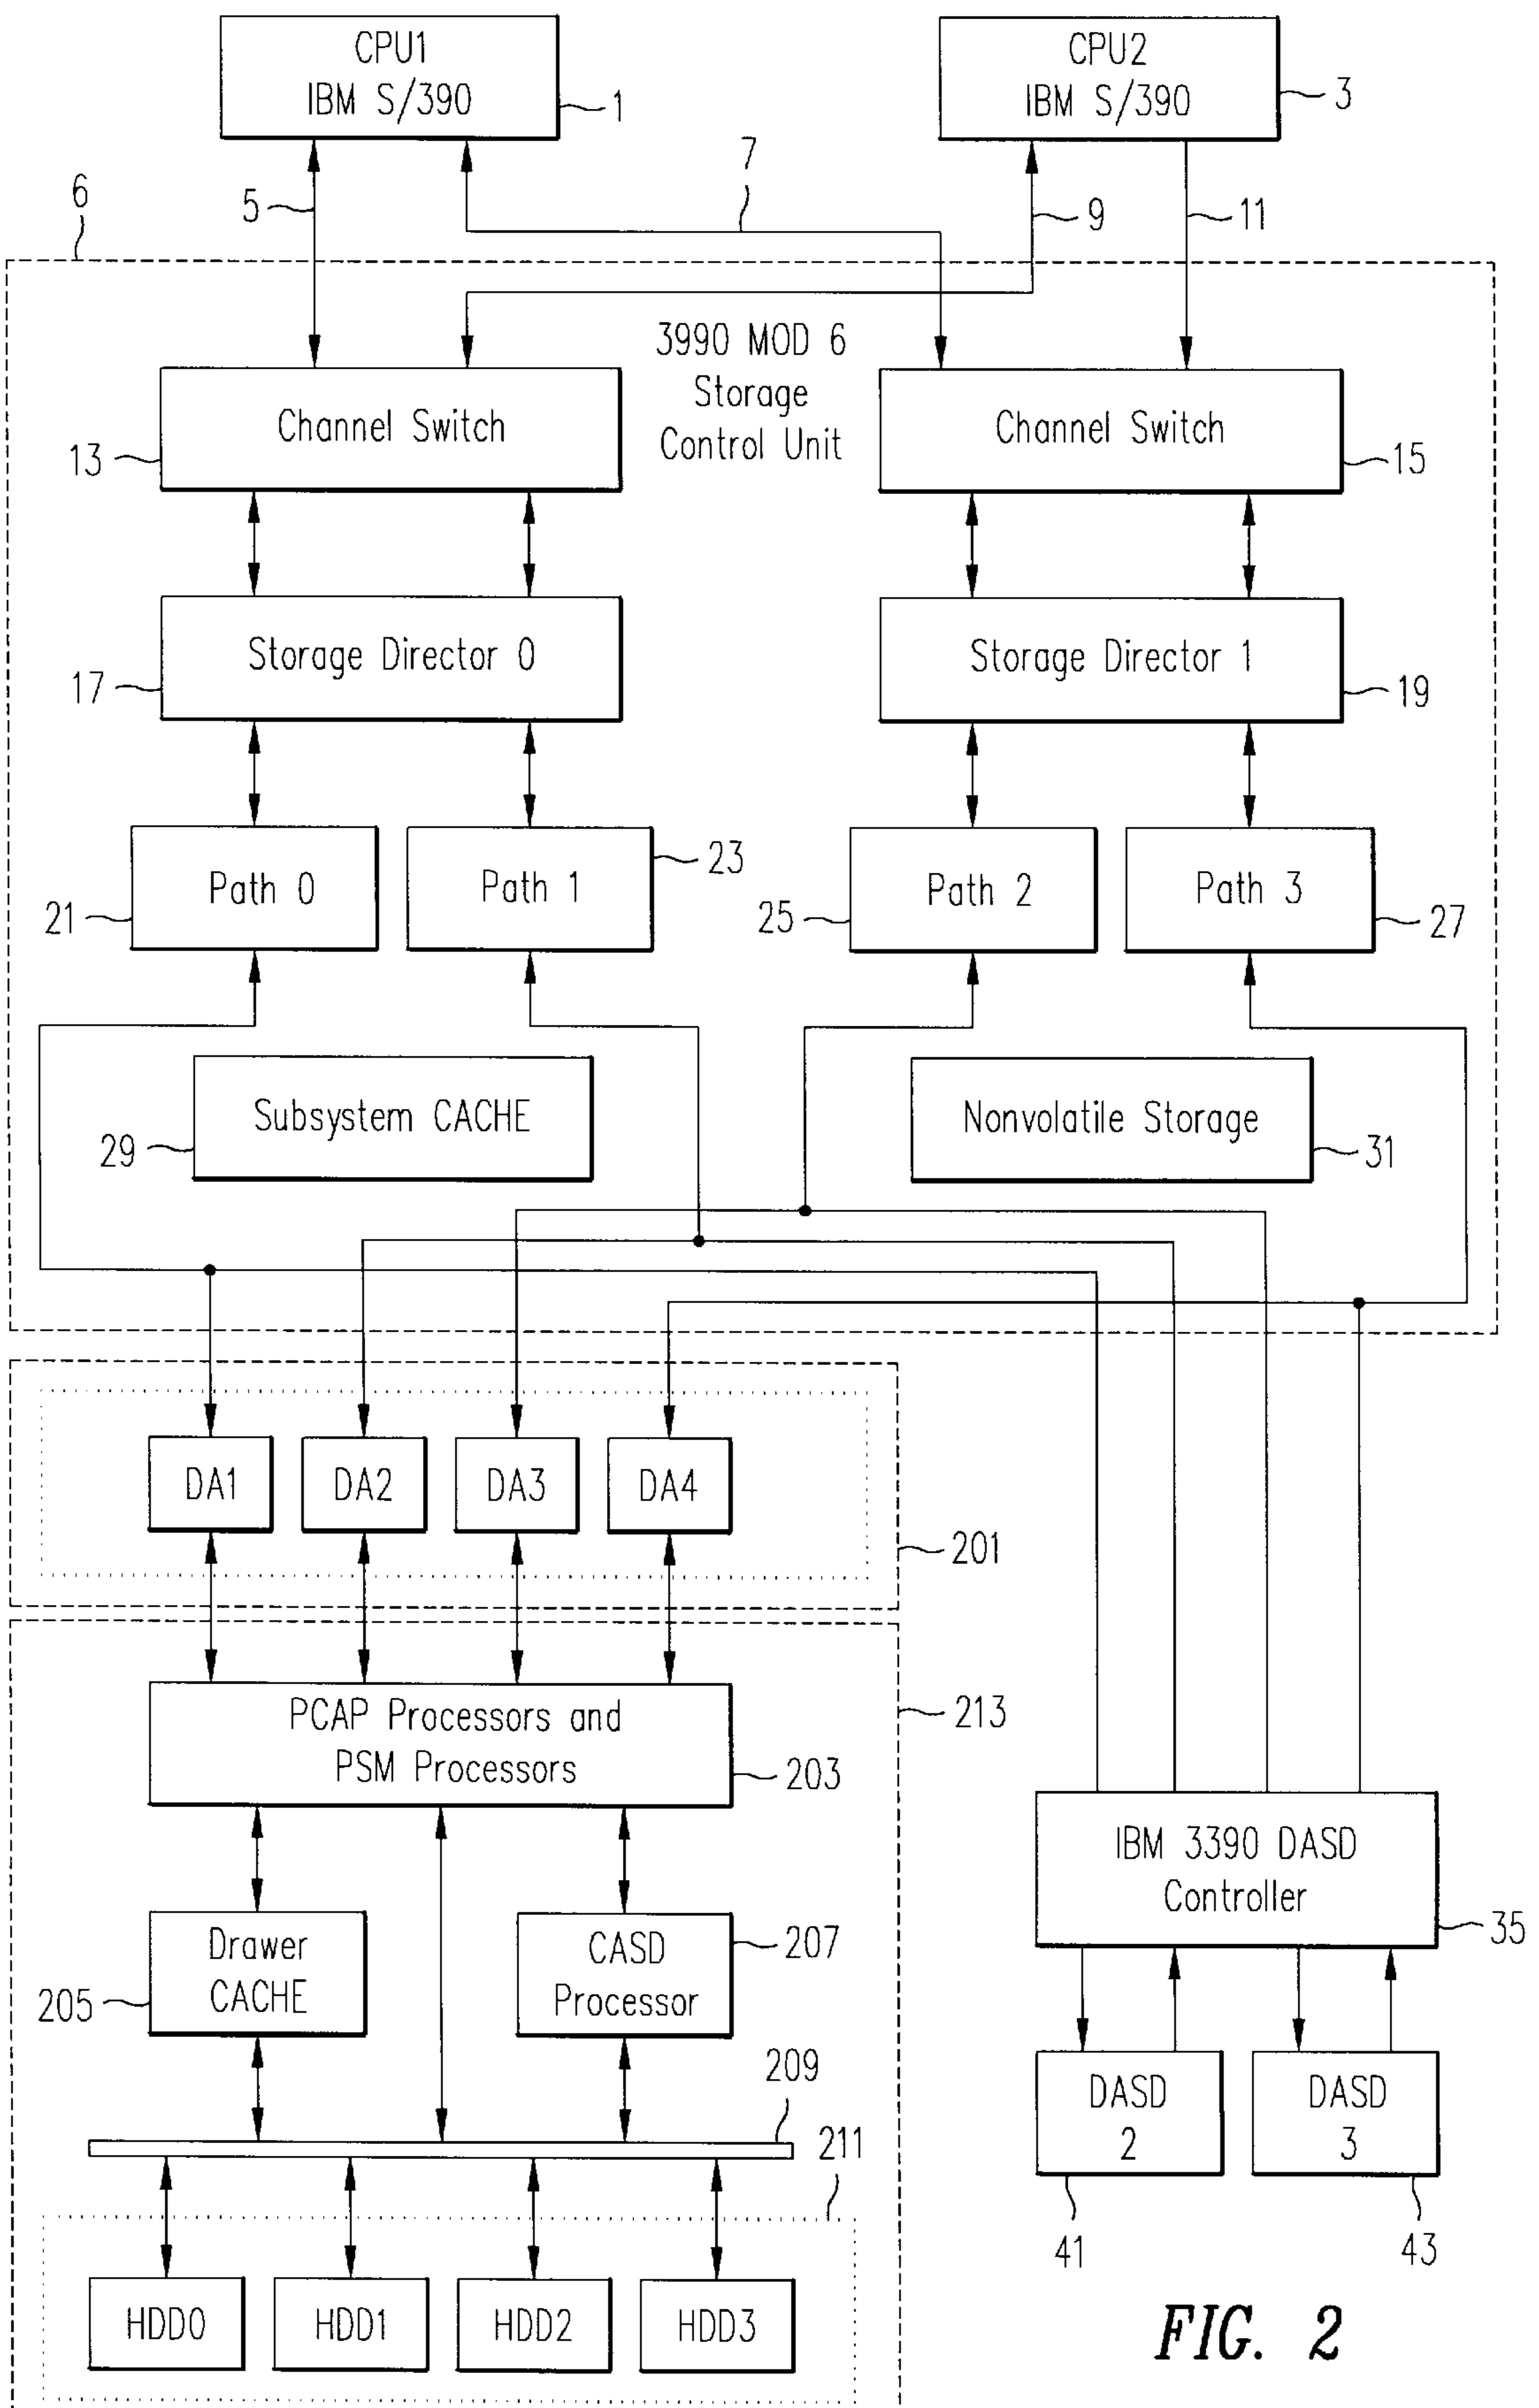 CPU1
IBM S/390
1
CPU2
IBM S/390
3
7
6
5
9
11
3990 MOD 6
Storage
Control Unit
Channel Switch
13
Channel Switch
15
Storage Director 0
17
Storage Director 1
19
Path 0
21
Path 1
23
Path 2
25
Path 3
27
Subsystem CACHE
29
Nonvolatile Storage
31
DA1
DA2
DA3
DA4
201
PCAP Processors and
PSM Processors
203
213
IBM 3390 DASD
Controller
35
Drawer
CACHE
205
CASD
Processor
207
209
211
DASD
2
41
DASD
3
43
HDD0
HDD1
HDD2
HDD3
FIG. 2